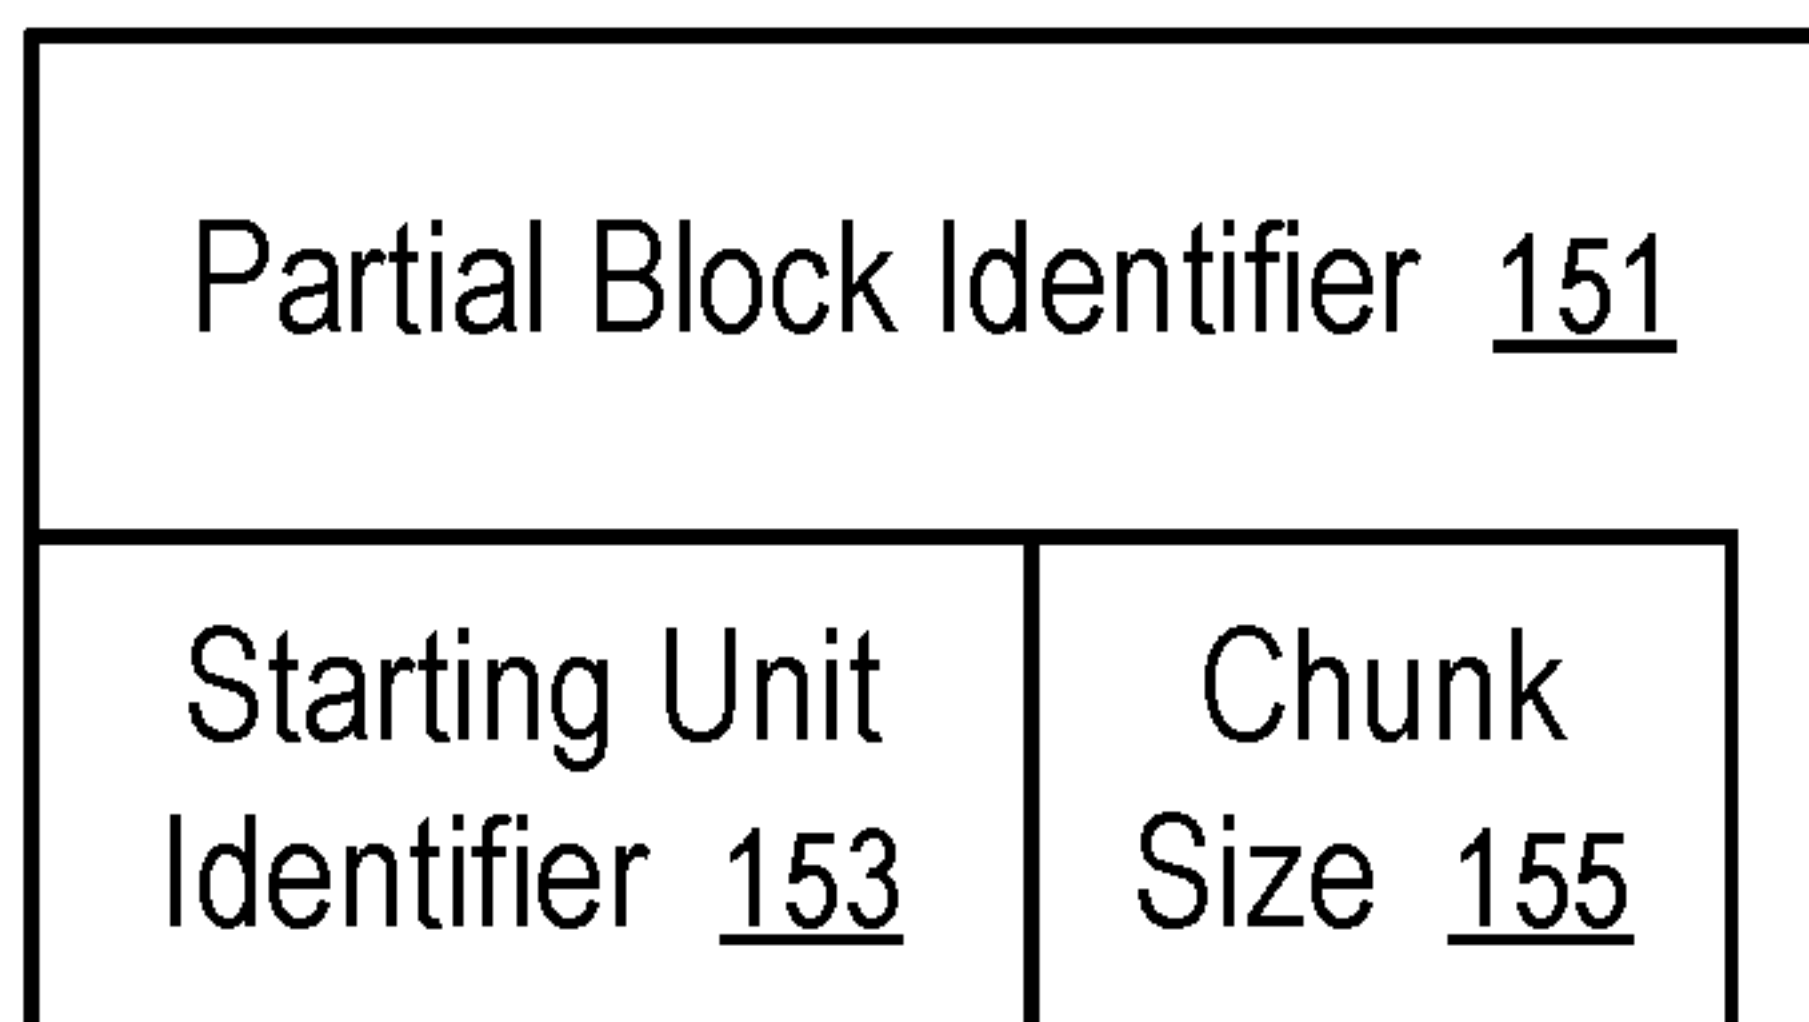 Partial Block Identifier 151
Starting Unit
Identifier 153
Chunk
Size 155